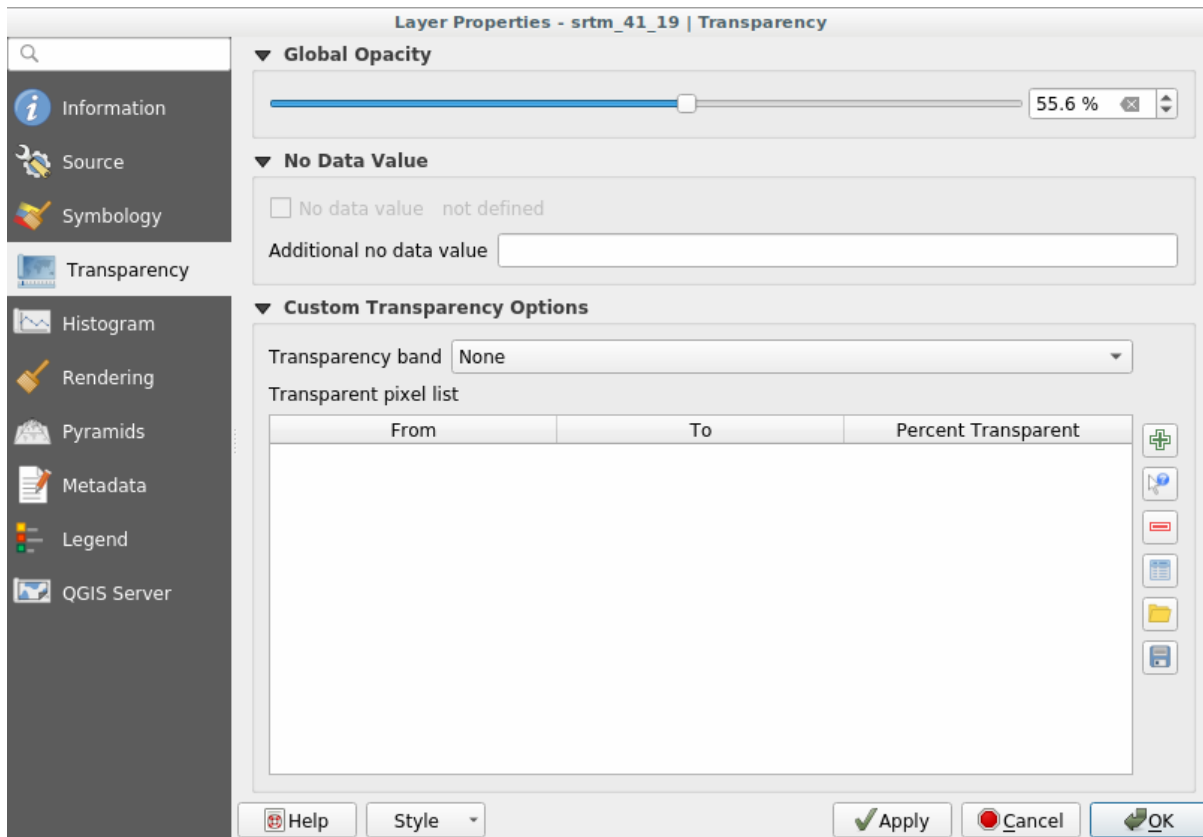 Layer Properties - srtm_41_19 | Transparency
Information
Source
Symbology
Transparency
Histogram
Rendering
Pyramids
Metadata
Legend
QGIS Server
Global Opacity
55.6 %
No Data Value
No data value not defined
Additional no data value
Custom Transparency Options
Transparency band None
Transparent pixel list
From To Percent Transparent
Help Style Apply Cancel OK